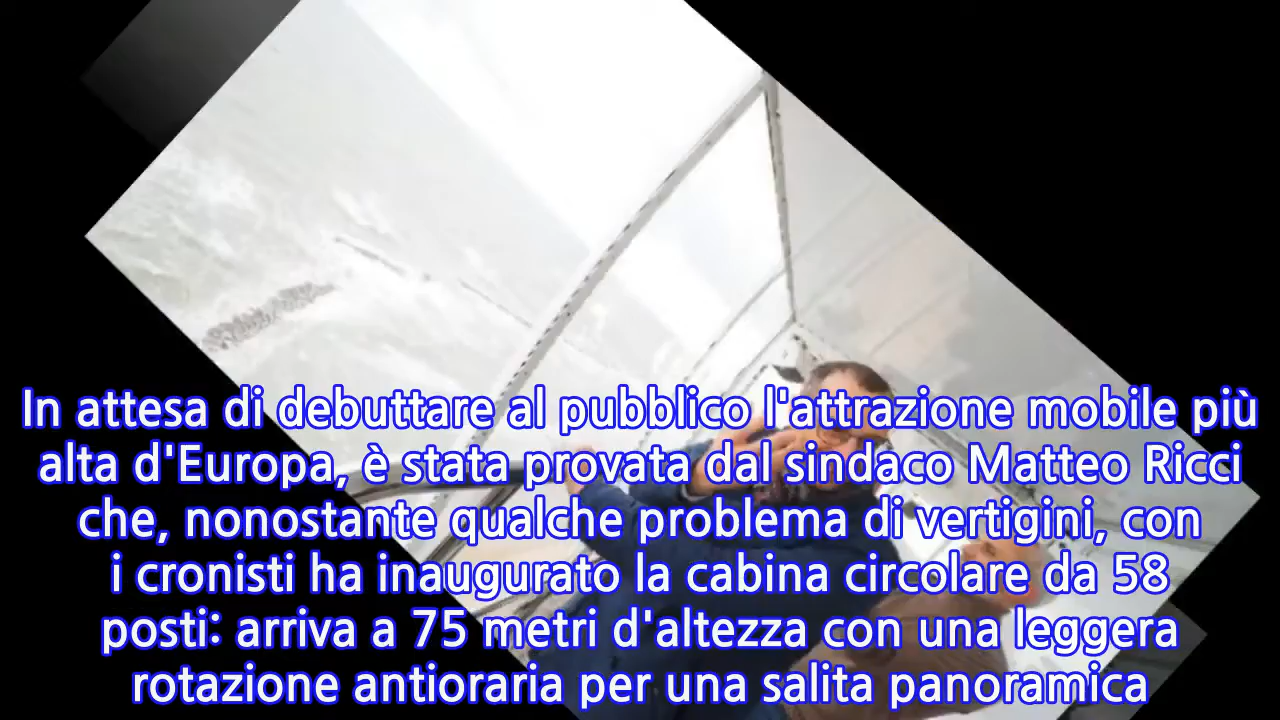 In attesa di debuttare al pubblico l'attrazione mobile più
alta d'Europa, è stata provata dal sindaco Matteo Ricci
che, nonostante qualche problema di vertigini, con
i cronisti ha inaugurato la cabina circolare da 58
posti: arriva a 75 metri d'altezza con una leggera
rotazione antioraria per una salita panoramica